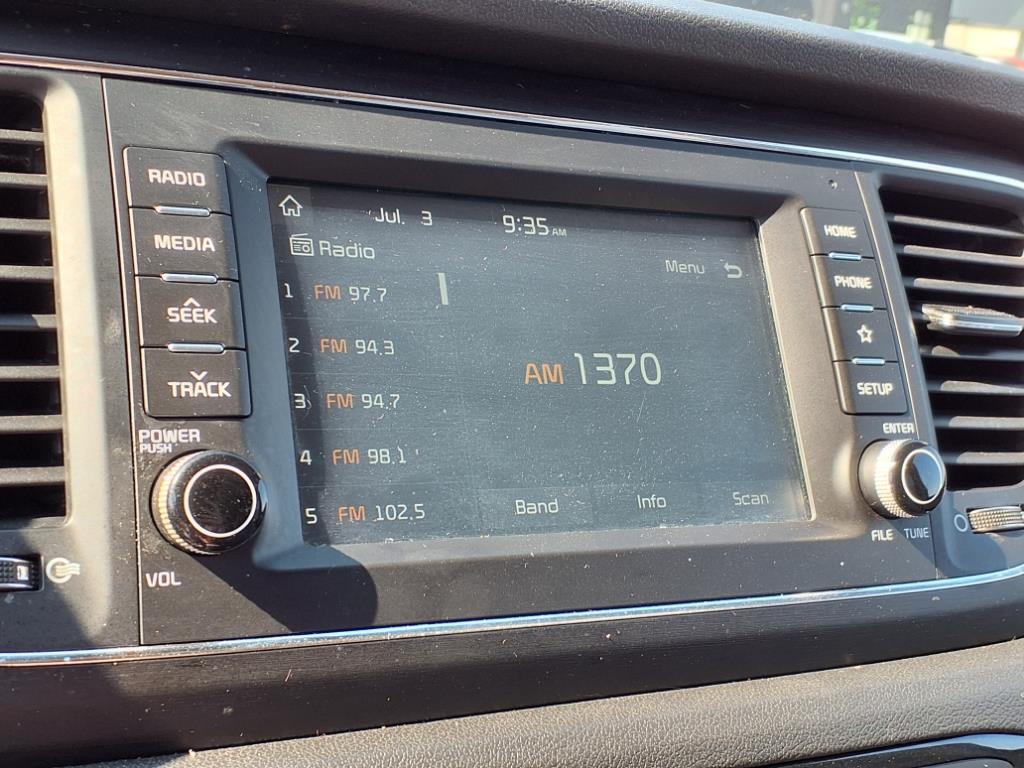 RADIO
MEDIA
SEEK
TRACK
POWER
PUSH
VOL
Jul. 3 9:35 AM
Radio
Menu
1 FM 97.7
2 FM 94.3
3 FM 94.7
4 FM 98.1
5 FM 102.5
AM 1370
Band Info Scan
HOME
PHONE
SETUP
ENTER
FILE TUNE